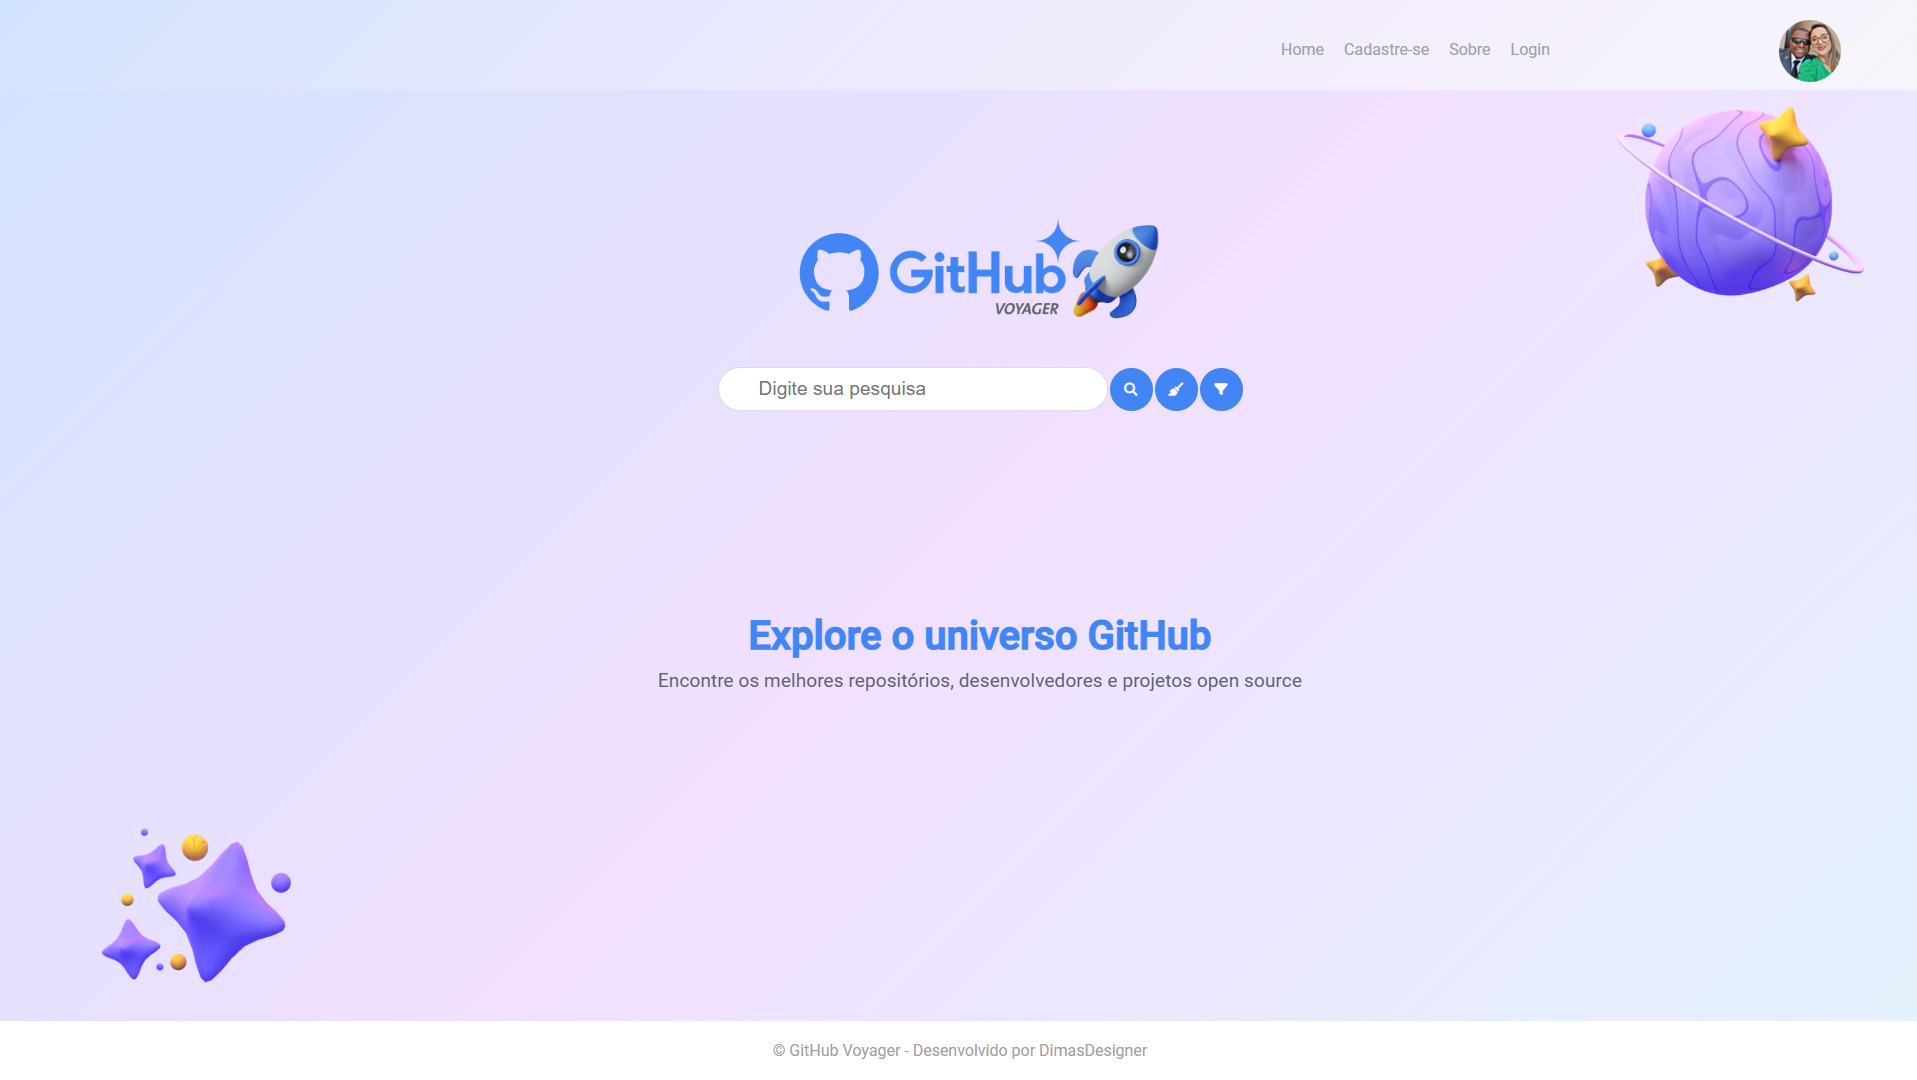 Home Cadastre-se Sobre Login
GitHub
VOYAGER
Digite sua pesquisa
Explore o universo GitHub
Encontre os melhores repositórios, desenvolvedores e projetos open source
© GitHub Voyager - Desenvolvido por DimasDesigner